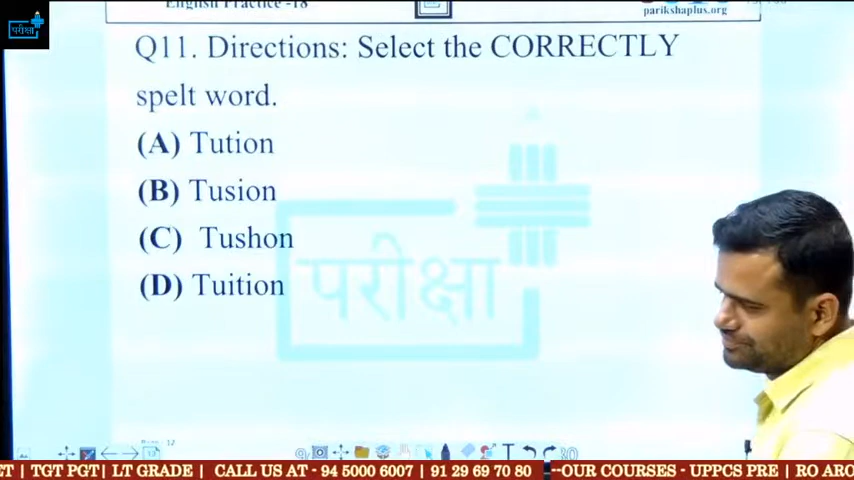 English Practice -18
parikshaplus.org
परीक्षा
Q11. Directions: Select the CORRECTLY
spelt word.
(A) Tution
(B) Tusion
(C) Tushon
(D) Tuition
परीक्षा
ET | TGT PGT| LT GRADE | CALL US AT - 94 5000 6007 | 91 29 69 70 80 --OUR COURSES - UPPCS PRE | RO ARO